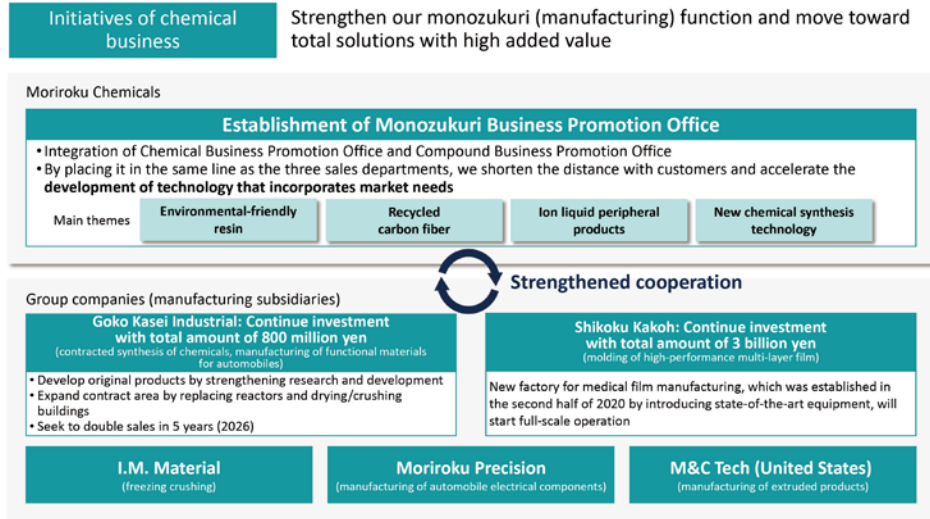 Initiatives of chemical
business
Strengthen our monozukuri (manufacturing) function and move toward
total solutions with high added value
Moriroku Chemicals
Establishment of Monozukuri Business Promotion Office
• Integration of Chemical Business Promotion Office and Compound Business Promotion Office
• By placing it in the same line as the three sales departments, we shorten the distance with customers and accelerate the
development of technology that incorporates market needs
Main themes
Environmental-friendly
resin
Recycled
carbon fiber
Ion liquid peripheral
products
New chemical synthesis
technology
Strengthened cooperation
Group companies (manufacturing subsidiaries)
Goko Kasei Industrial: Continue investment
with total amount of 800 million yen
(contracted synthesis of chemicals, manufacturing of functional materials
for automobiles)
• Develop original products by strengthening research and development
• Expand contract area by replacing reactors and drying/crushing
buildings
• Seek to double sales in 5 years (2026)
Shikoku Kakoh: Continue investment
with total amount of 3 billion yen
(molding of high-performance multi-layer film)
New factory for medical film manufacturing, which was established in
the second half of 2020 by introducing state-of-the-art equipment, will
start full-scale operation
I.M. Material
(freezing crushing)
Moriroku Precision
(manufacturing of automobile electrical components)
M&C Tech (United States)
(manufacturing of extruded products)